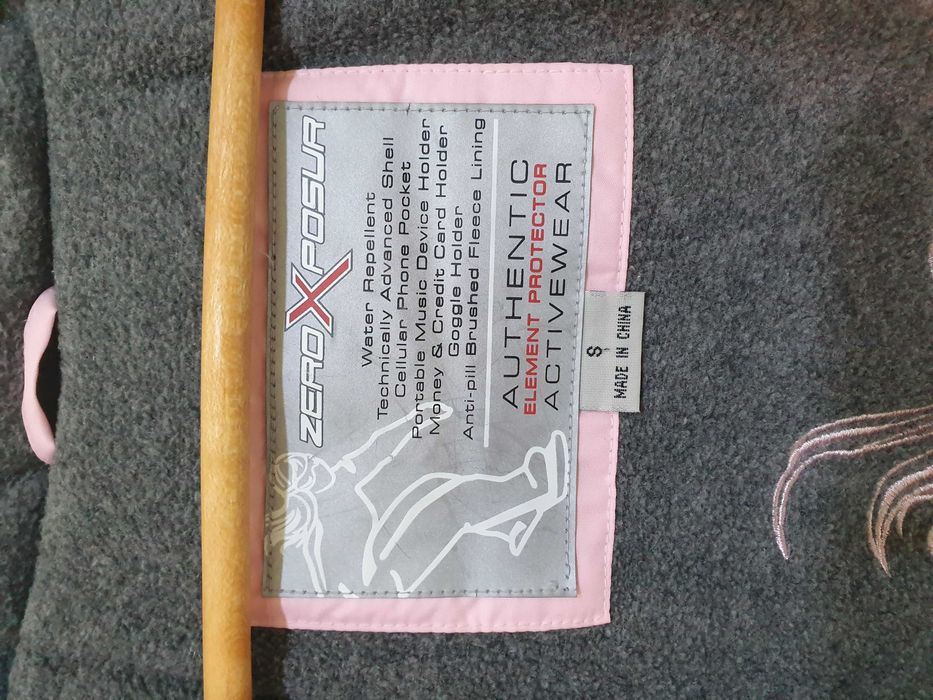 ZEROXPOSUR
Water Repellent
Technically Advanced Shell
Cellular Phone Pocket
Portable Music Device Holder
Money & Credit Card Holder
Goggle Holder
Anti-pill Brushed Fleece Lining
AUTHENTIC
ELEMENT PROTECTOR
ACTIVEWEAR
S
MADE IN CHINA